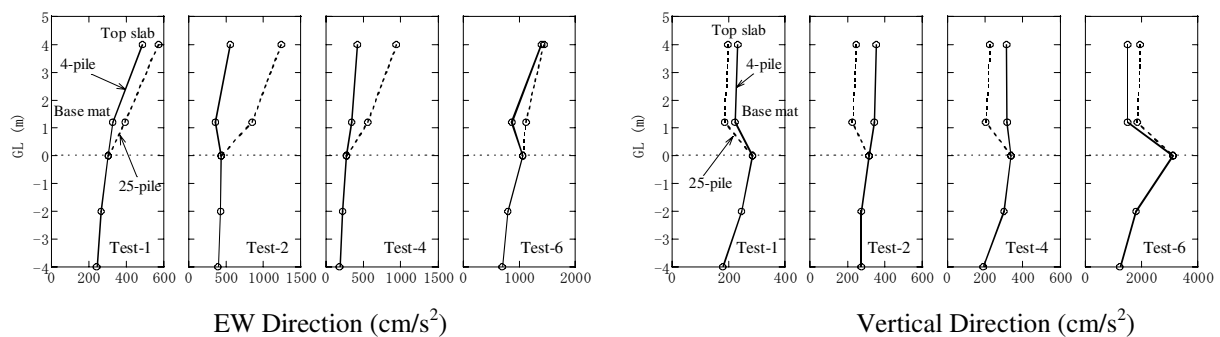 5
4
3
2
1
0
-1
-2
-3
-4
GL (m)
Top slab
4-pile
Base mat
25-pile
Test-1
0 200 400 600
Test-2
0 500 1000 1500
Test-4
0 500 1000 1500
Test-6
0 1000 2000
EW Direction (cm/s²)
5
4
3
2
1
0
-1
-2
-3
-4
GL (m)
Top slab
4-pile
Base mat
25-pile
Test-1
0 200 400
Test-2
0 200 400 600
Test-4
0 200 400 600
Test-6
0 2000 4000
Vertical Direction (cm/s²)